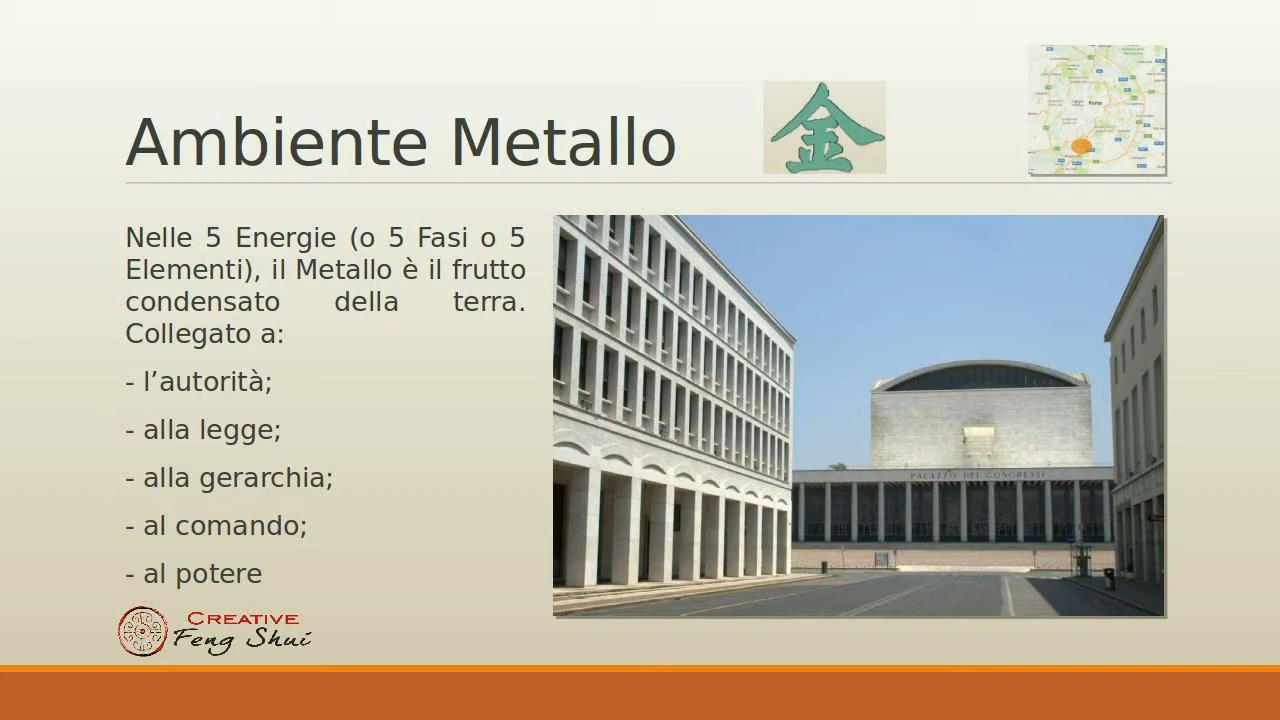 Ambiente Metallo
金
Roma
Nelle 5 Energie (o 5 Fasi o 5
Elementi), il Metallo è il frutto
condensato della terra.
Collegato a:
- l’autorità;
- alla legge;
- alla gerarchia;
- al comando;
- al potere
PALAZZO DEI CONGRESSI
CREATIVE
Feng Shui